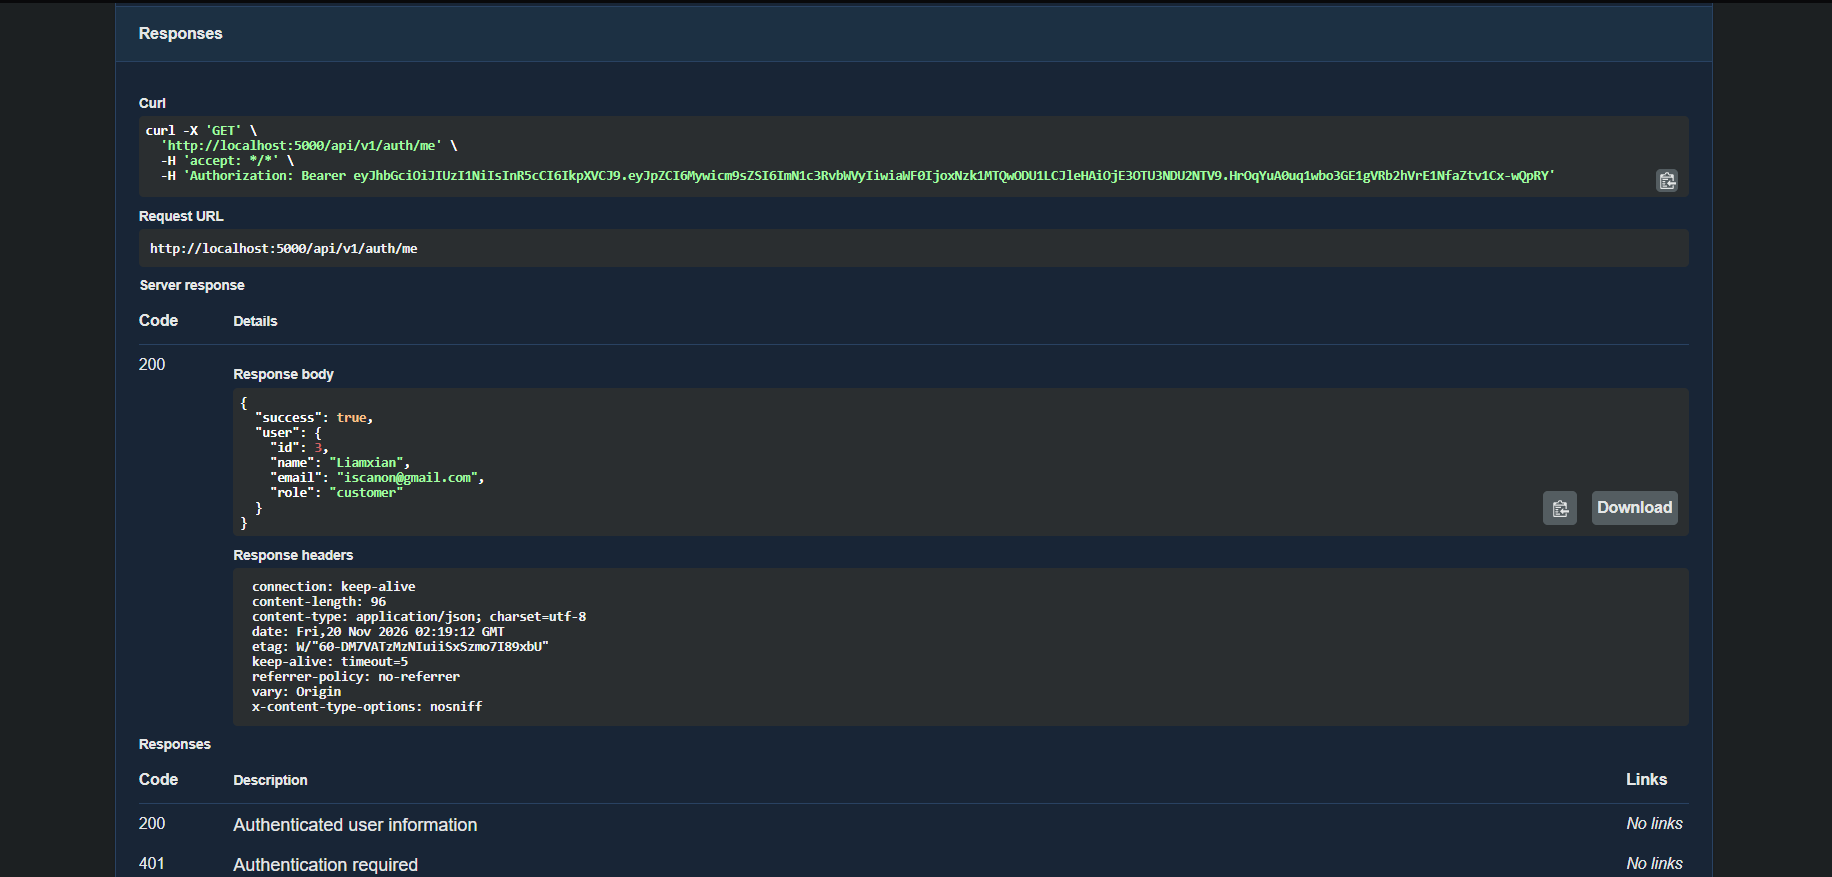 Responses
Curl
curl -X 'GET' \
'http://localhost:5000/api/v1/auth/me' \
-H 'accept: */*' \
-H 'Authorization: Bearer eyJhbGciOiJIUzI1NiIsInR5cCI6IkpXVCJ9.eyJpZCI6Mywicm9sZSI6ImN1c3RvbWVyIiwiaWF0IjoxNzk1MTQwODU1LCJleHAiOjE3OTU3NDU2NTV9.HrOqYuA0uq1wbo3GE1gVRb2hVrE1NfaZtv1Cx-wQpRY'
Request URL
http://localhost:5000/api/v1/auth/me
Server response
Code Details
200
Response body
{
"success": true,
"user": {
"id": 3,
"name": "Liamxian",
"email": "iscanon@gmail.com",
"role": "customer"
}
}
Download
Response headers
connection: keep-alive
content-length: 96
content-type: application/json; charset=utf-8
date: Fri,20 Nov 2026 02:19:12 GMT
etag: W/"60-DM7VATzMzNIuiiSxSzmo7I89xbU"
keep-alive: timeout=5
referrer-policy: no-referrer
vary: Origin
x-content-type-options: nosniff
Responses
Code Description Links
200 Authenticated user information No links
401 Authentication required No links